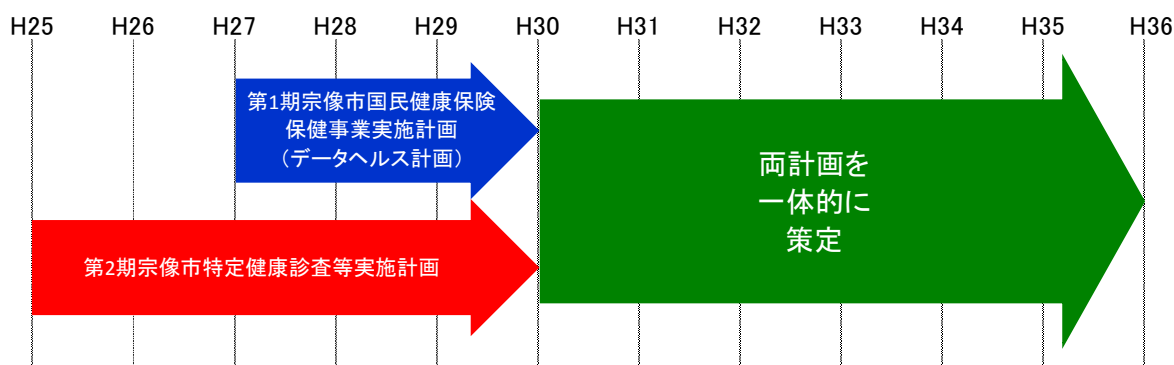 H25 H26 H27 H28 H29 H30 H31 H32 H33 H34 H35 H36
第1期宗像市国民健康保険
保健事業実施計画
（データヘルス計画）
両計画を
一体的に
策定
第2期宗像市特定健康診査等実施計画